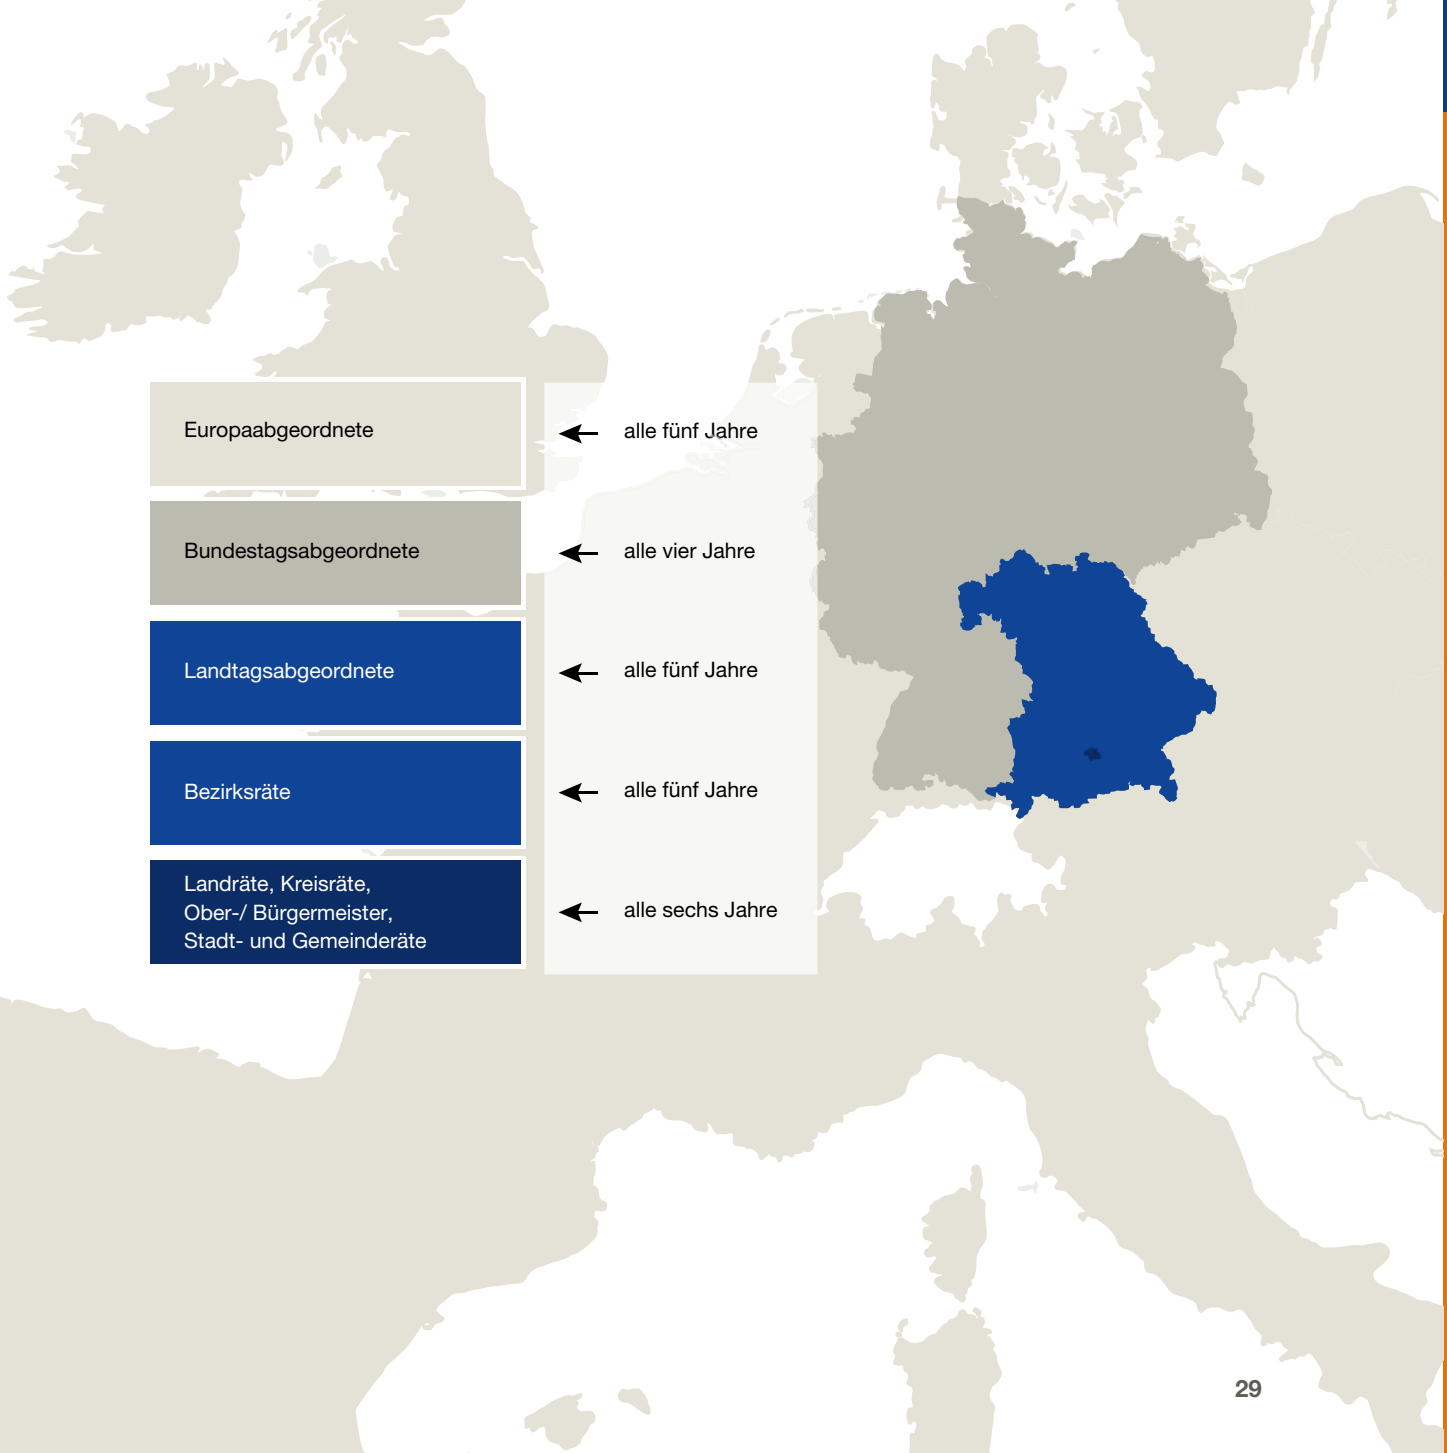 Europaabgeordnete
alle fünf Jahre
Bundestagsabgeordnete
alle vier Jahre
Landtagsabgeordnete
alle fünf Jahre
Bezirksräte
alle fünf Jahre
Landräte, Kreisräte,
Ober-/ Bürgermeister,
Stadt- und Gemeinderäte
alle sechs Jahre
29